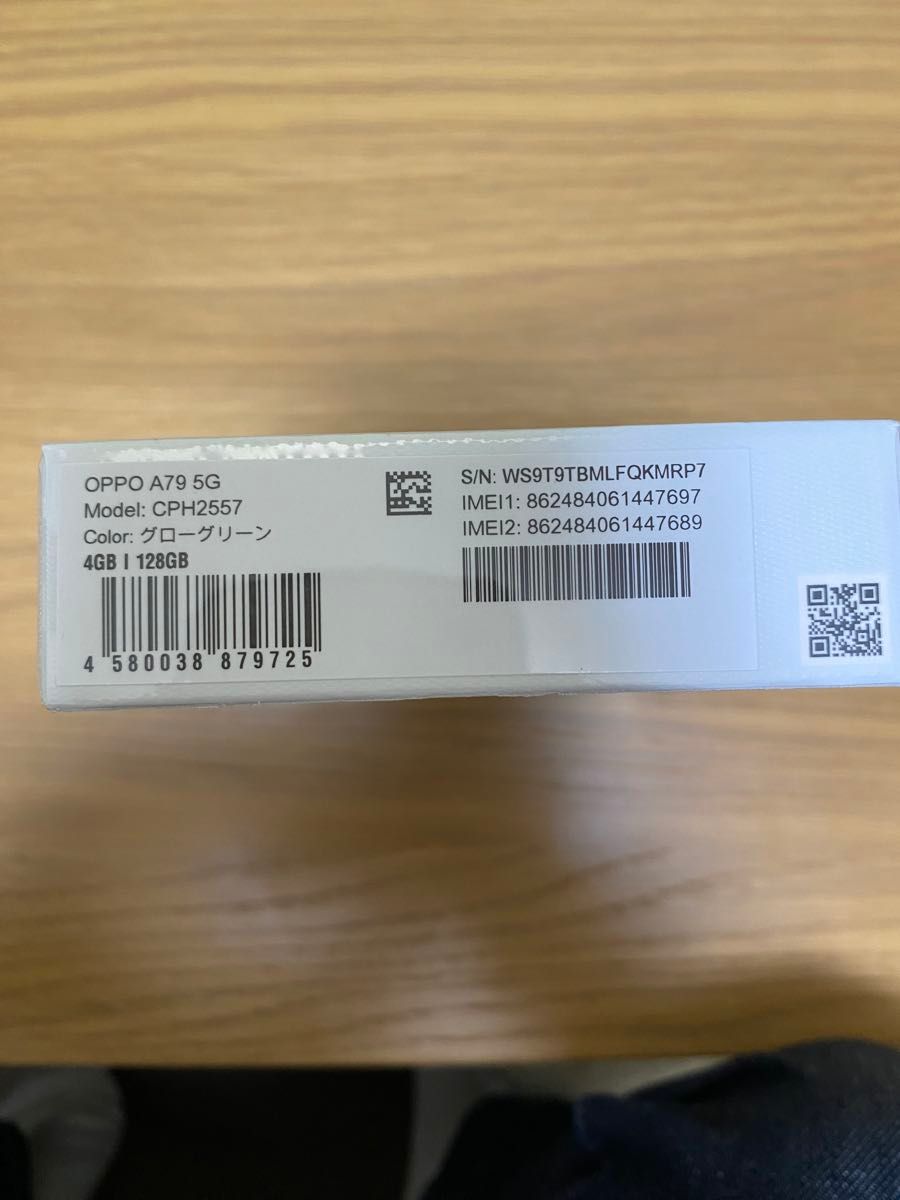 OPPO A79 5G
Model: CPH2557
Color: グローグリーン
4GB | 128GB
4 580038 879725
S/N: WS9T9TBMLFQKMRP7
IMEI1: 862484061447697
IMEI2: 862484061447689